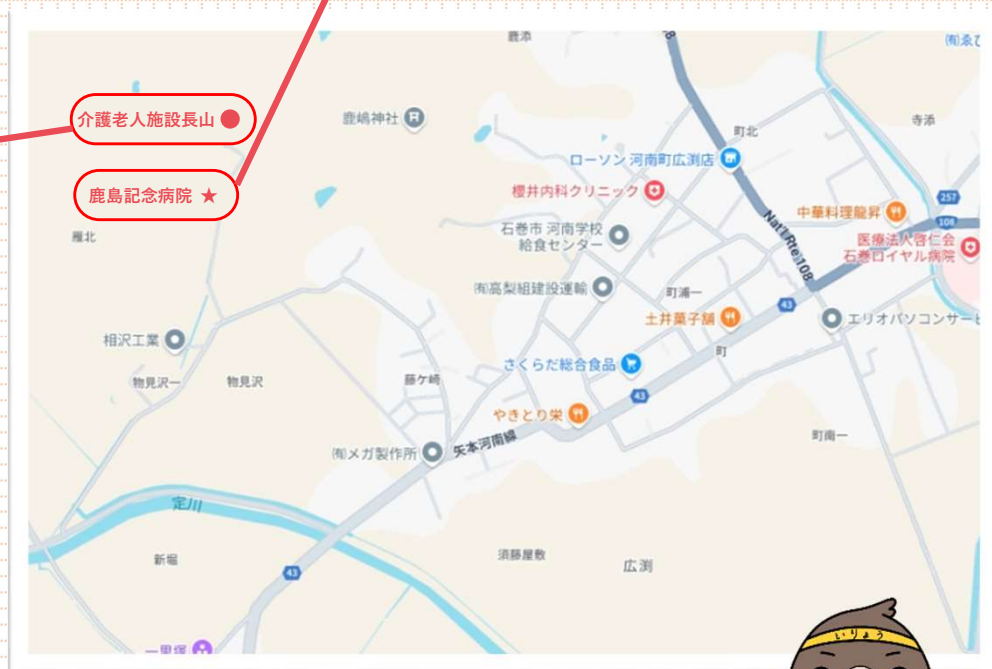 鹿添
㈲ゑび
介護老人施設長山
鹿嶋神社
寺添
町北
ローソン 河南町広渕店
鹿島記念病院 ★
櫻井内科クリニック
257
中華料理龍昇
108
石巻市 河南学校
給食センター
Nat'l Rte 108
医療法人啓仁会
石巻ロイヤル病院
雁北
㈲高梨組建設運輸
町浦一
43
土井菓子舗
エリオパソコンサービ
相沢工業
町
さくらだ総合食品
物見沢一
物見沢
藤ケ崎
43
やきとり栄
町南一
矢本河南線
㈲メガ製作所
定川
新堀
須藤屋敷
広渕
43
いりょう
一里塚